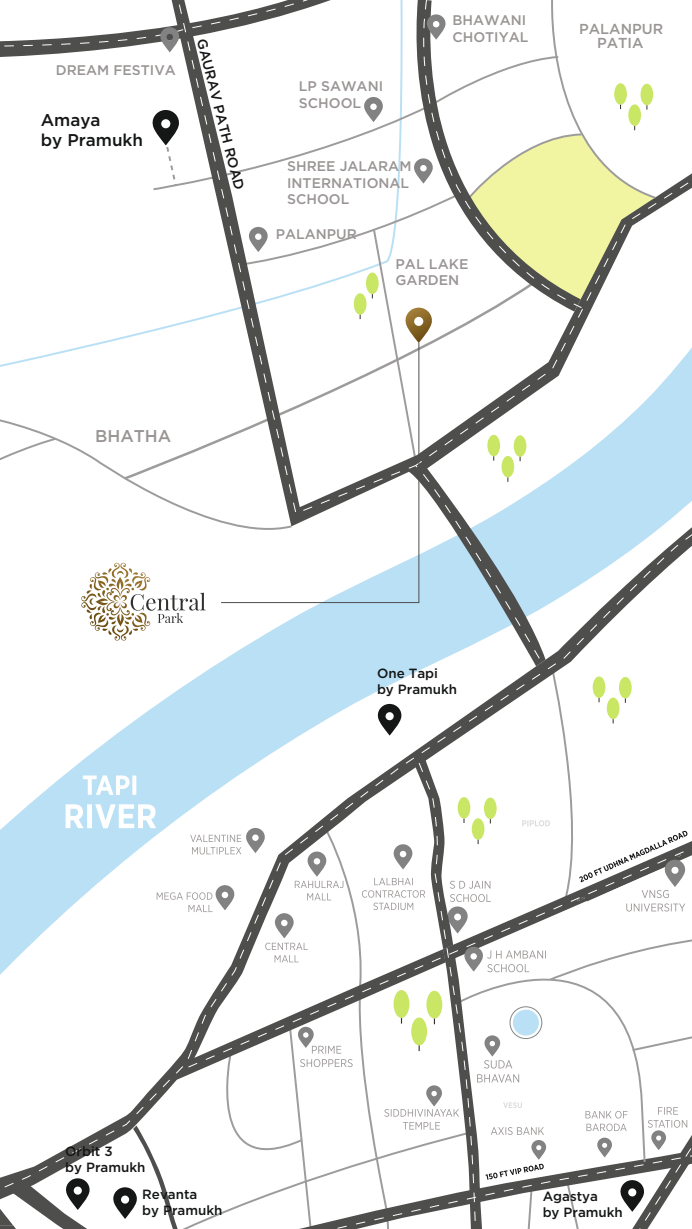 BHAWANI
CHOTIYAL
PALANPUR
PATIA
DREAM FESTIVA
GAURAV PATH ROAD
LP SAWANI
SCHOOL
Amaya
by Pramukh
SHREE JALARAM
INTERNATIONAL
SCHOOL
PALANPUR
PAL LAKE
GARDEN
BHATHA
Central
Park
One Tapi
by Pramukh
TAPI
RIVER
PIPLOD
VALENTINE
MULTIPLEX
200 FT UDHNA MAGDALLA ROAD
RAHULRAJ
MALL
LALBHAI
CONTRACTOR
STADIUM
S D JAIN
SCHOOL
VNSG
UNIVERSITY
MEGA FOOD
MALL
CENTRAL
MALL
J H AMBANI
SCHOOL
PRIME
SHOPPERS
SUDA
BHAVAN
SIDDHIVINAYAK
TEMPLE
VESU
AXIS BANK
BANK OF
BARODA
FIRE
STATION
Orbit 3
by Pramukh
150 FT VIP ROAD
Revanta
by Pramukh
Agastya
by Pramukh